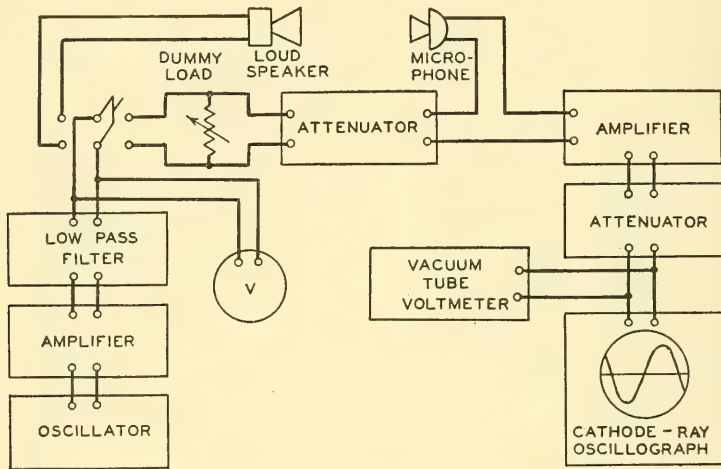 DUMMY
LOAD
LOUD
SPEAKER
MICRO-
PHONE
ATTENUATOR
AMPLIFIER
ATTENUATOR
LOW PASS
FILTER
V
VACUUM
TUBE
VOLTMETER
AMPLIFIER
OSCILLATOR
CATHODE-RAY
OSCILLOGRAPH